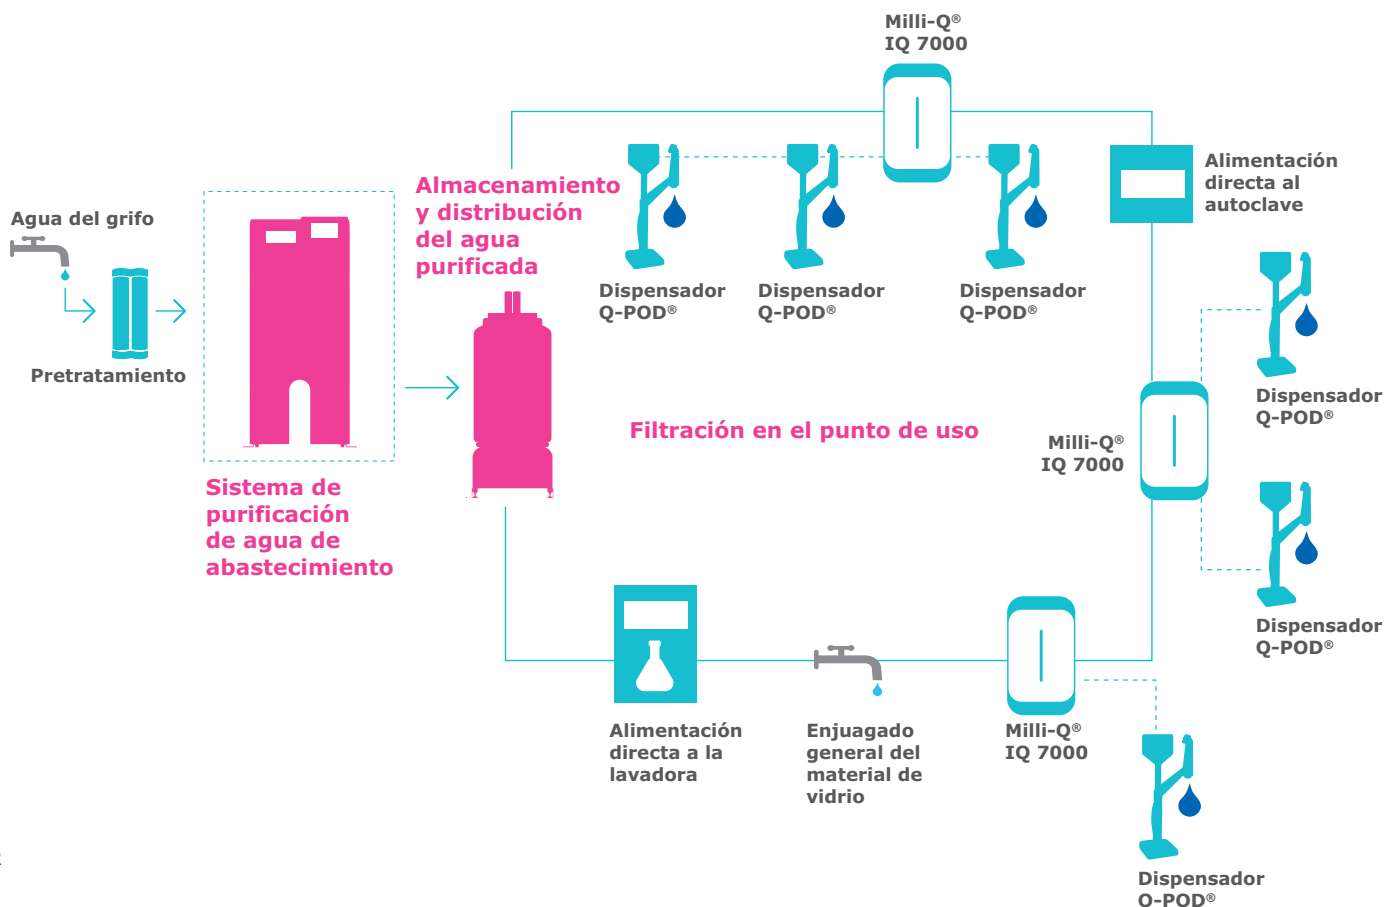 Milli-Q®
IQ 7000
Alimentación
directa al
autoclave
Almacenamiento
y distribución
del agua
purificada
Agua del grifo
Dispensador
Q-POD®
Dispensador
Q-POD®
Dispensador
Q-POD®
Pretratamiento
Dispensador
Q-POD®
Filtración en el punto de uso
Milli-Q®
IQ 7000
Sistema de
purificación
de agua de
abastecimiento
Dispensador
Q-POD®
Alimentación
directa a la
lavadora
Enjuagado
general del
material de
vidrio
Milli-Q®
IQ 7000
Dispensador
Q-POD®